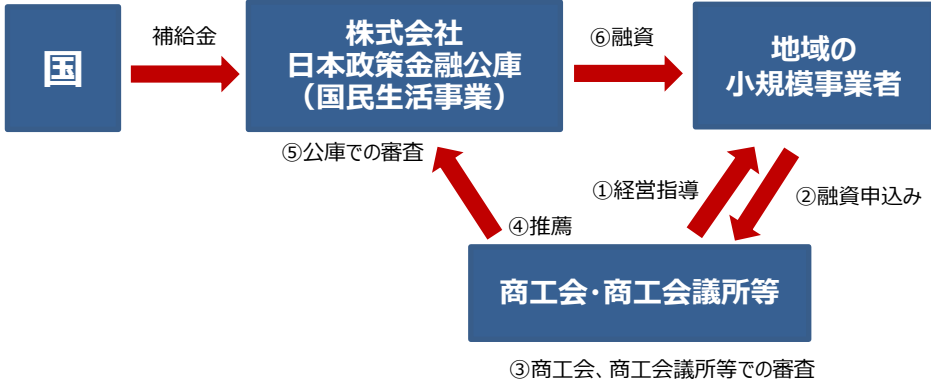 国
補給金
株式会社
日本政策金融公庫
（国民生活事業）
⑥融資
地域の
小規模事業者
⑤公庫での審査
①経営指導
②融資申込み
④推薦
商工会・商工会議所等
③商工会、商工会議所等での審査